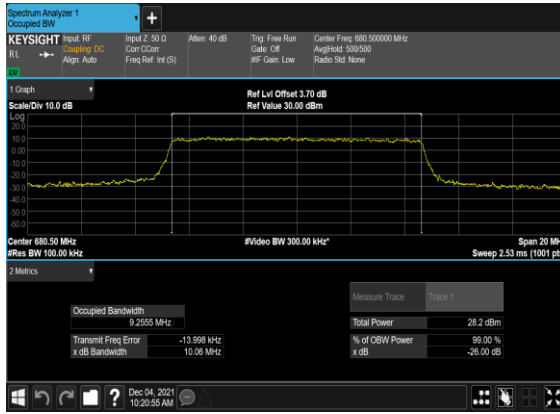 Spectrum Analyzer 1
Occupied BW
KEYSIGHT
RL
Input: RF
Coupling: DC
Align: Auto
Input Z: 50 Ω
Corr CCorr
Freq Ref: Int (S)
Atten: 40 dB
Trig: Free Run
Gate: Off
#IF Gain: Low
Center Freq: 680.500000 MHz
Avg|Hold: 500/500
Radio Std: None
1 Graph
Scale/Div 10.0 dB
Ref Lvl Offset 3.70 dB
Ref Value 30.00 dBm
Log
20.0
10.0
0.00
-10.0
-20.0
-30.0
-40.0
-50.0
-60.0
Center 680.50 MHz
#Res BW 100.00 kHz
#Video BW 300.00 kHz*
Span 20 MH
Sweep 2.53 ms (1001 pt
2 Metrics
Measure Trace Trace 1
Occupied Bandwidth
9.2555 MHz
Total Power 28.2 dBm
Transmit Freq Error -13.998 kHz
% of OBW Power 99.00 %
x dB Bandwidth 10.06 MHz
x dB -26.00 dB
?
Dec 04, 2021
10:20:55 AM